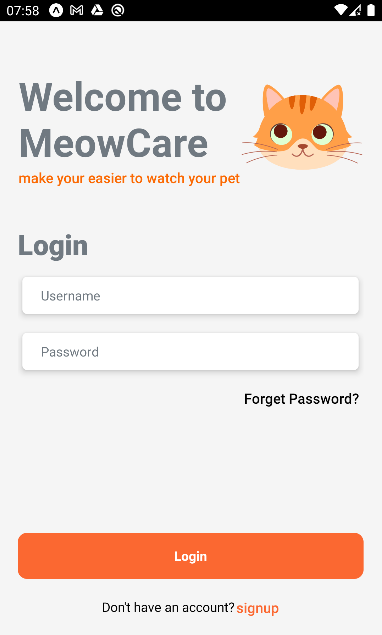 07:58
Welcome to
MeowCare
make your easier to watch your pet
Login
Username
Password
Forget Password?
Login
Don't have an account? signup